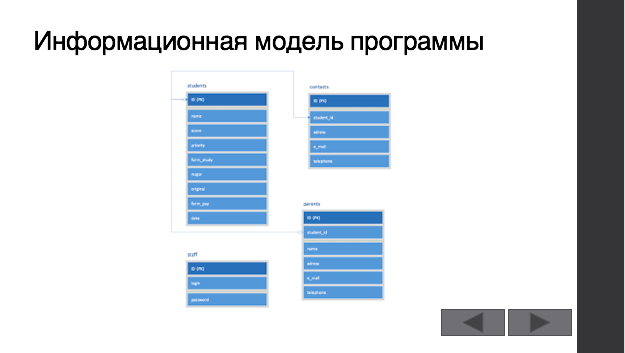 Информационная модель программы
students
ID (PK)
name
score
priority
form_study
major
original
form_pay
date
contacts
ID (PK)
student_id
adress
e_mail
telephone
parents
ID (PK)
student_id
name
adress
e_mail
telephone
staff
ID (PK)
login
password